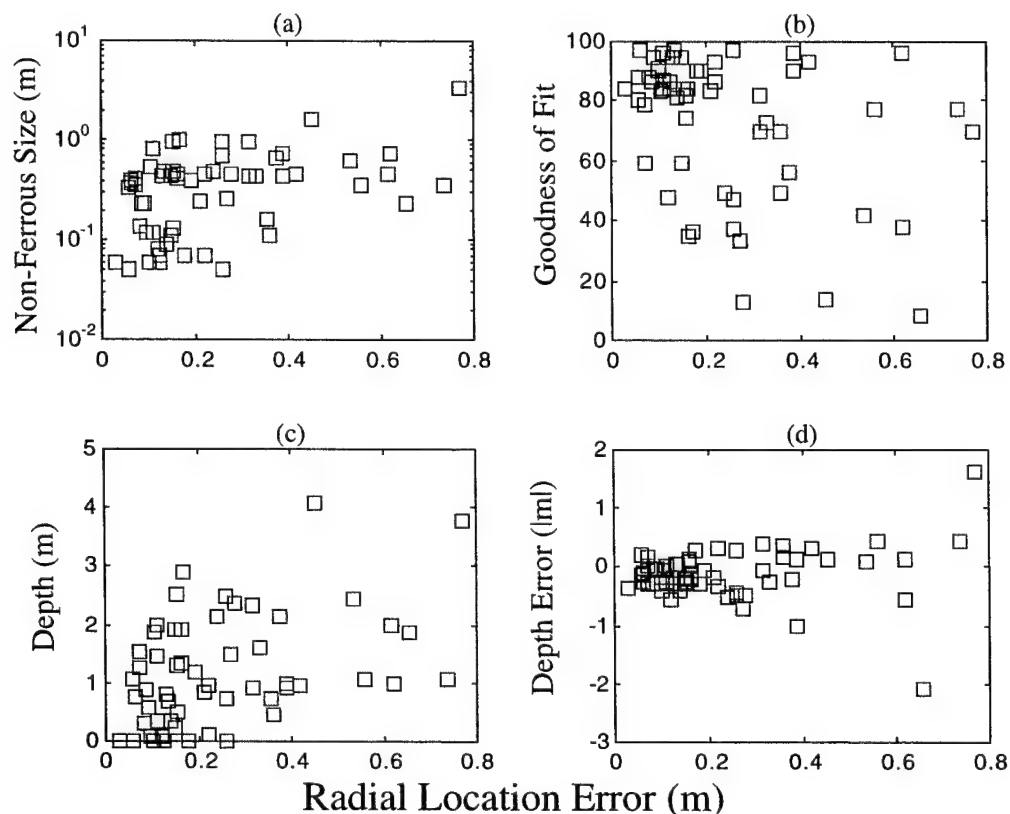 (a)
Non-Ferrous Size (m)
10^1
10^0
10^-1
10^-2
0 0.2 0.4 0.6 0.8
(b)
Goodness of Fit
100
80
60
40
20
0
0 0.2 0.4 0.6 0.8
(c)
Depth (m)
5
4
3
2
1
0
0 0.2 0.4 0.6 0.8
(d)
Depth Error (|m|)
2
1
0
-1
-2
-3
0 0.2 0.4 0.6 0.8
Radial Location Error (m)